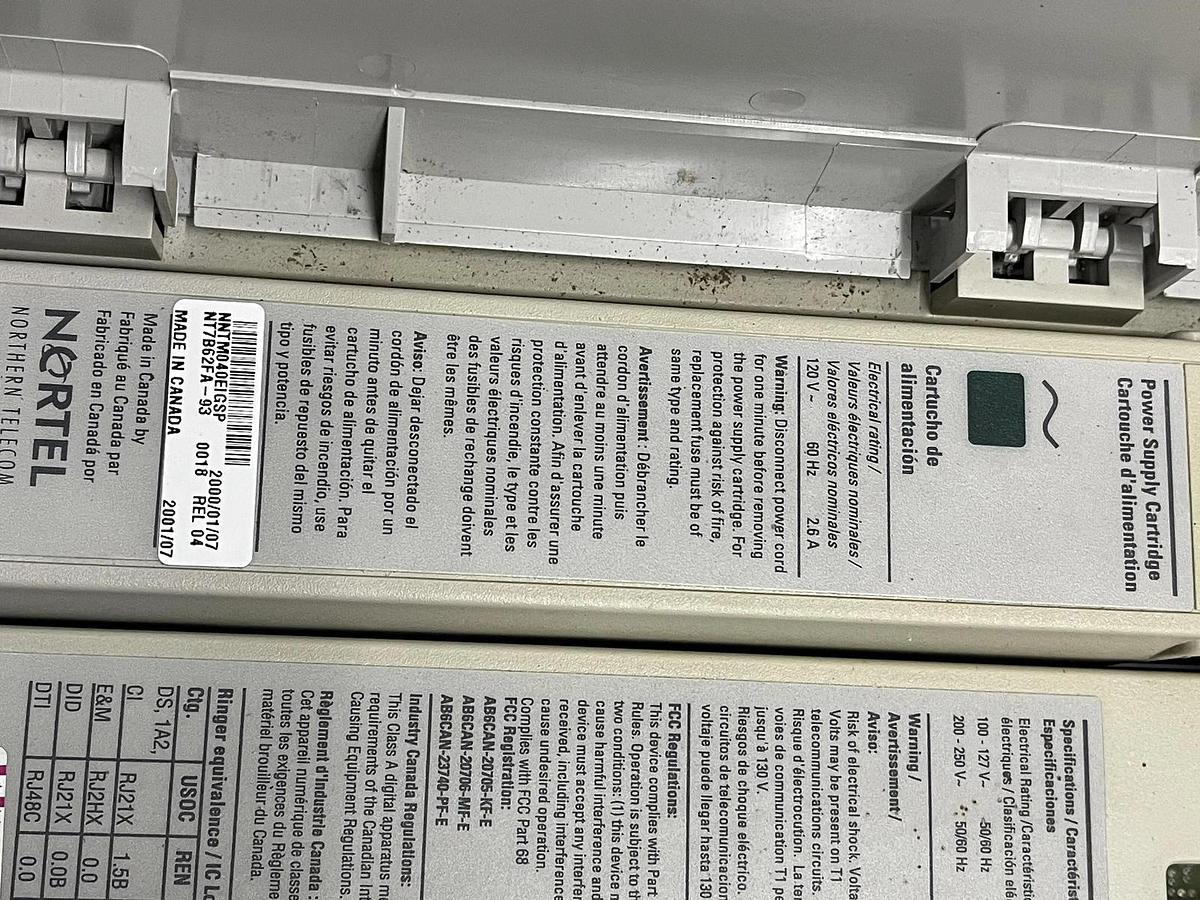 Power Supply Cartridge
Cartouche d'alimentation
Cartucho de
alimentación
Electrical rating/
Valeurs électriques nominales/
Valores eléctricos nominales
120 V~ 60 Hz 2.6 A
Warning: Disconnect power cord
for one minute before removing
the power supply cartridge. For
protection against risk of fire,
replacement fuse must be of
same type and rating.
Avertissement : Débrancher le
cordon d'alimentation puis
attendre au moins une minute
avant d'enlever la cartouche
d'alimentation. Afin d'assurer une
protection constante contre les
risques d'incendie, le type et les
valeurs électriques nominales
des fusibles de rechange doivent
être les mêmes.
Aviso: Dejar desconectado el
cordón de alimentación por un
minuto antes de quitar el
cartucho de alimentación. Para
evitar riesgos de incendio, use
fusibles de repuesto del mismo
tipo y potencia.
NNTM040EIGSP 2000/01/07
NT7B62FA-93 0018 REL 04
MADE IN CANADA 2001/07
Made in Canada by
Fabriqué au Canada par
Fabricado en Canadá por
NORTEL
NORTHERN TELECOM
Specifications / Caractérist
Especificaciones
Electrical Rating /Caractéristic
électriques / Clasificación elé
100 - 127 V~ 50/60 Hz
200 - 250 V~ 50/60 Hz
Warning/
Avertissement/
Aviso:
Risk of electrical shock. Volta
Volts may be present on T1
telecommunications circuits.
Risque d'électrocution. La ter
voies de communication T1 pe
jusqu'à 130 V.
Riesgos de choque eléctrico.
circuitos de telecomunicacion
voltaje puede llegar hasta 130
FCC Regulations:
This device complies with Part
Rules. Operation is subject to th
two conditions: (1) this device m
cause harmful interference and
device must accept any interfer
received, including interference
cause undesired operation.
Complies with FCC Part 68
FCC Registration:
AB6CAN-20705-KF-E
AB6CAN-20706-MF-E
AB6CAN-23740-PF-E
Industry Canada Regulations:
This Class A digital apparatus me
requirements of the Canadian Int
Causing Equipment Regulations.
Règlement d'Industrie Canada :
Cet appareil numérique de classe
toutes les exigences du Règleme
matériel brouilleur du Canada.
Ringer equivalence / IC Lo
Ctg. USOC REN
DS, 1A2,
CI RJ21X 1.5B
E&M RJ2HX 0.0
DID RJ21X 0.0B
DTI RJ48C 0.0